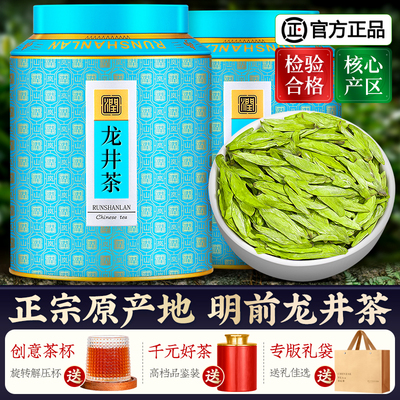 RUNSHANLAN
正 官方正品
检验
合格
核心
产区
潤
龙井茶
RUNSHANLAN
Chinese tea
正宗原产地 明前龙井茶
创意茶杯
旋转解压杯 送
千元好茶
高档品鉴装 送
专版礼袋
送礼佳选 送